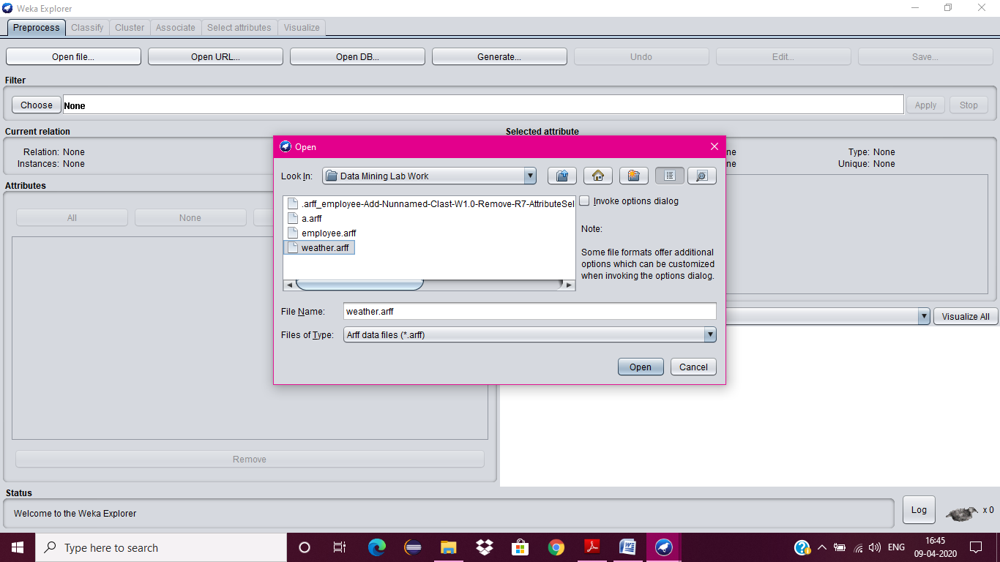 Weka Explorer
Preprocess Classify Cluster Associate Select attributes Visualize
Open file... Open URL... Open DB... Generate... Undo Edit... Save...
Filter
Choose None Apply Stop
Current relation
Relation: None
Instances: None
Attributes
All None
Remove
Selected attribute
ne Type: None
ne Unique: None
Visualize All
Open
Look In: Data Mining Lab Work
.arff_employee-Add-Nunnamed-Clast-W1.0-Remove-R7-AttributeSel
a.arff
employee.arff
weather.arff
Invoke options dialog
Note:
Some file formats offer additional
options which can be customized
when invoking the options dialog.
File Name: weather.arff
Files of Type: Arff data files (*.arff)
Open Cancel
Status
Welcome to the Weka Explorer
Log x 0
Type here to search
ENG
16:45
09-04-2020